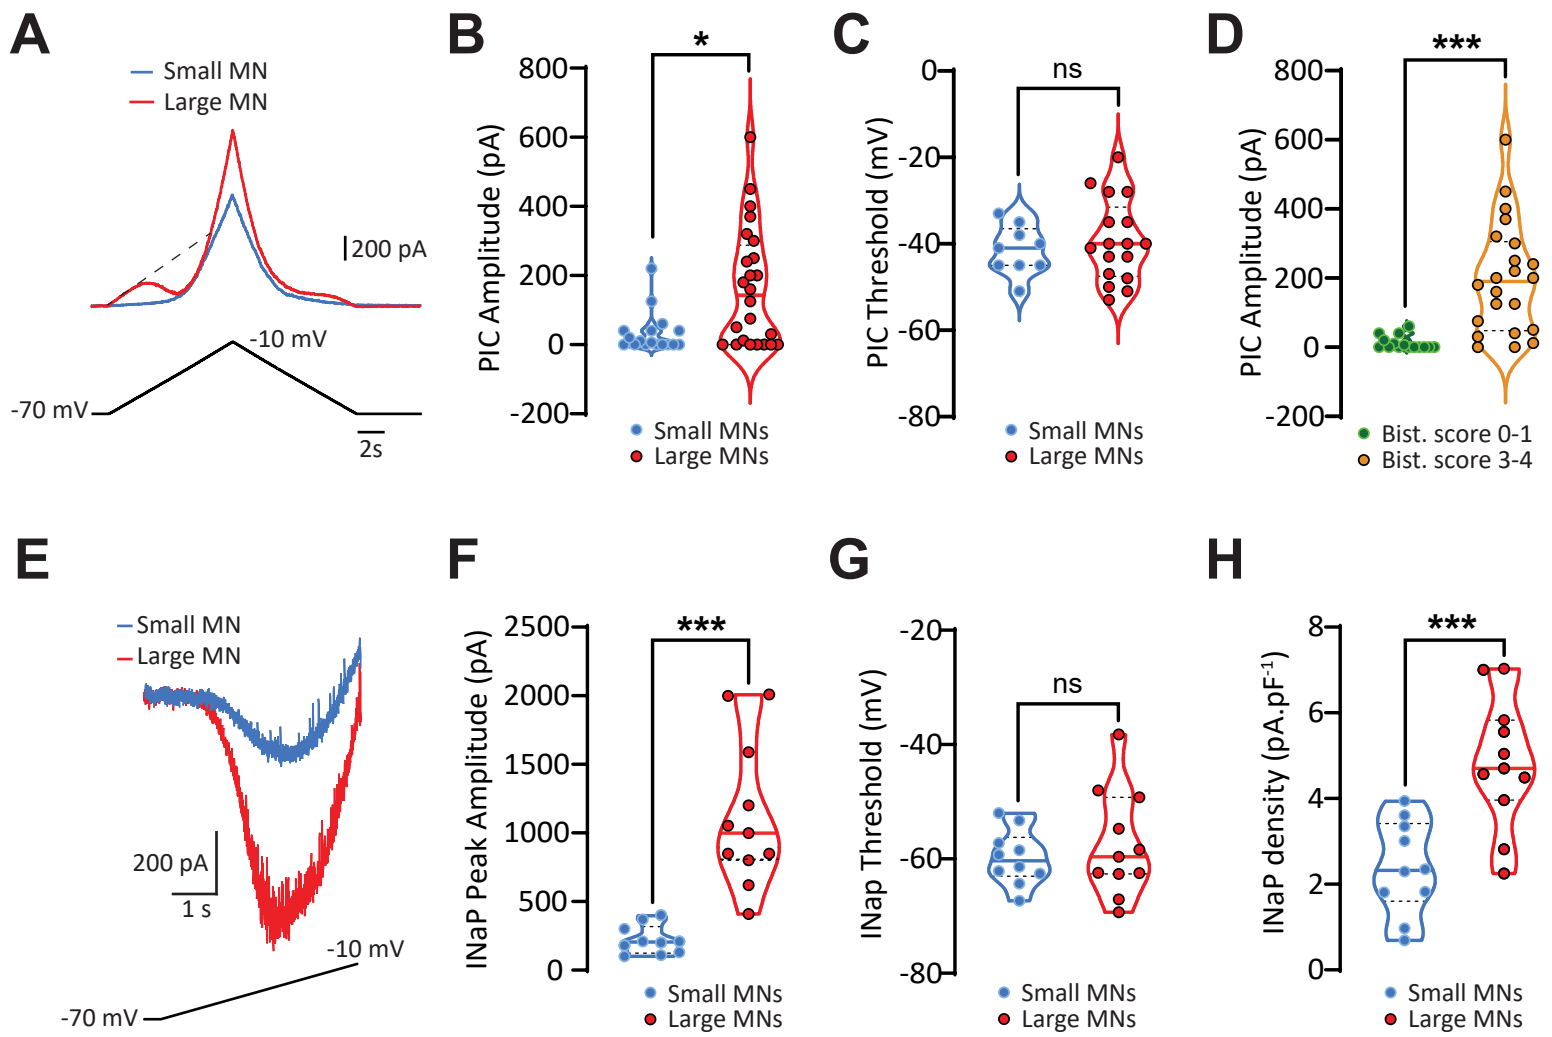 A
Small MN
Large MN
200 pA
-10 mV
-70 mV
2s
B
*
PIC Amplitude (pA)
800
600
400
200
0
-200
Small MNs
Large MNs
C
ns
PIC Threshold (mV)
0
-20
-40
-60
-80
Small MNs
Large MNs
D
***
PIC Amplitude (pA)
800
600
400
200
0
-200
Bist. score 0-1
Bist. score 3-4
E
Small MN
Large MN
200 pA
1 s
-10 mV
-70 mV
F
***
INaP Peak Amplitude (pA)
2500
2000
1500
1000
500
0
Small MNs
Large MNs
G
ns
INap Threshold (mV)
-20
-40
-60
-80
Small MNs
Large MNs
H
***
INaP density (pA.pF⁻¹)
8
6
4
2
0
Small MNs
Large MNs